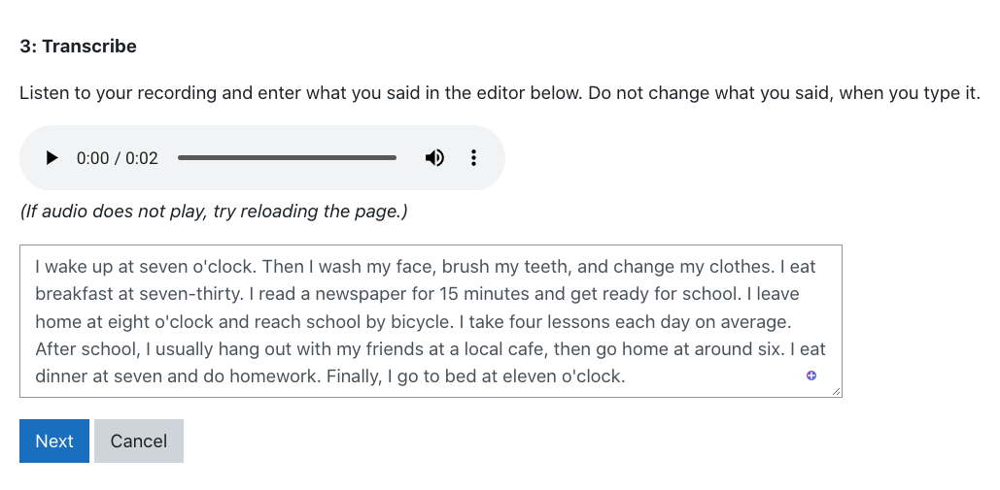 3: Transcribe
Listen to your recording and enter what you said in the editor below. Do not change what you said, when you type it.
0:00 / 0:02
(If audio does not play, try reloading the page.)
I wake up at seven o'clock. Then I wash my face, brush my teeth, and change my clothes. I eat
breakfast at seven-thirty. I read a newspaper for 15 minutes and get ready for school. I leave
home at eight o'clock and reach school by bicycle. I take four lessons each day on average.
After school, I usually hang out with my friends at a local cafe, then go home at around six. I eat
dinner at seven and do homework. Finally, I go to bed at eleven o'clock.
Next Cancel